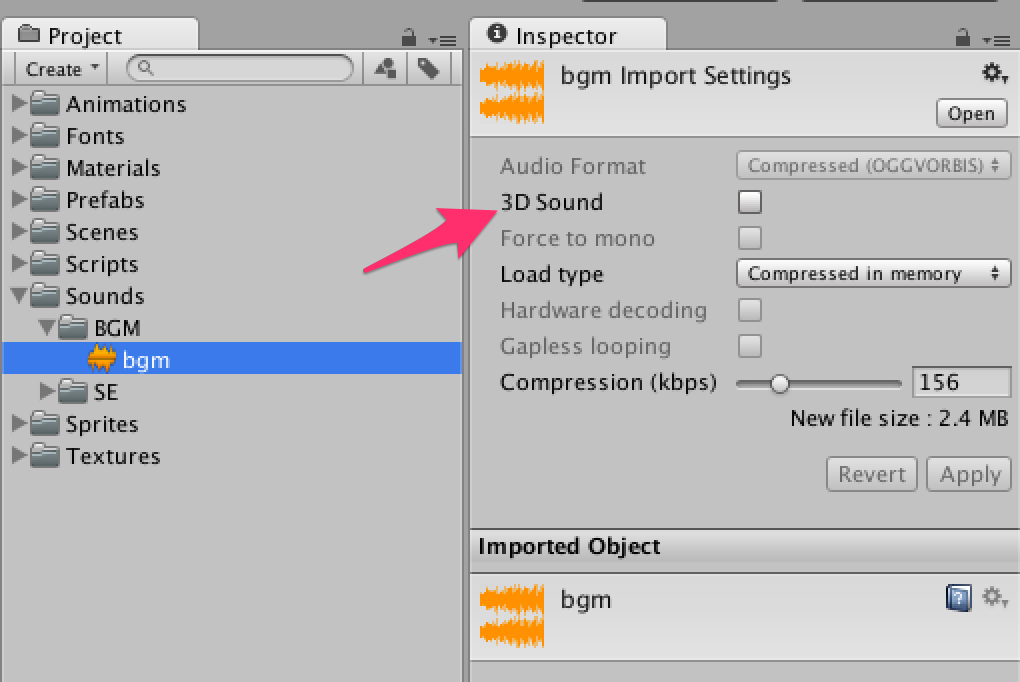 Project
Create
Animations
Fonts
Materials
Prefabs
Scenes
Scripts
Sounds
BGM
bgm
SE
Sprites
Textures
Inspector
bgm Import Settings
Open
Audio Format Compressed (OGGVORBIS)
3D Sound
Force to mono
Load type Compressed in memory
Hardware decoding
Gapless looping
Compression (kbps) 156
New file size : 2.4 MB
Revert Apply
Imported Object
bgm